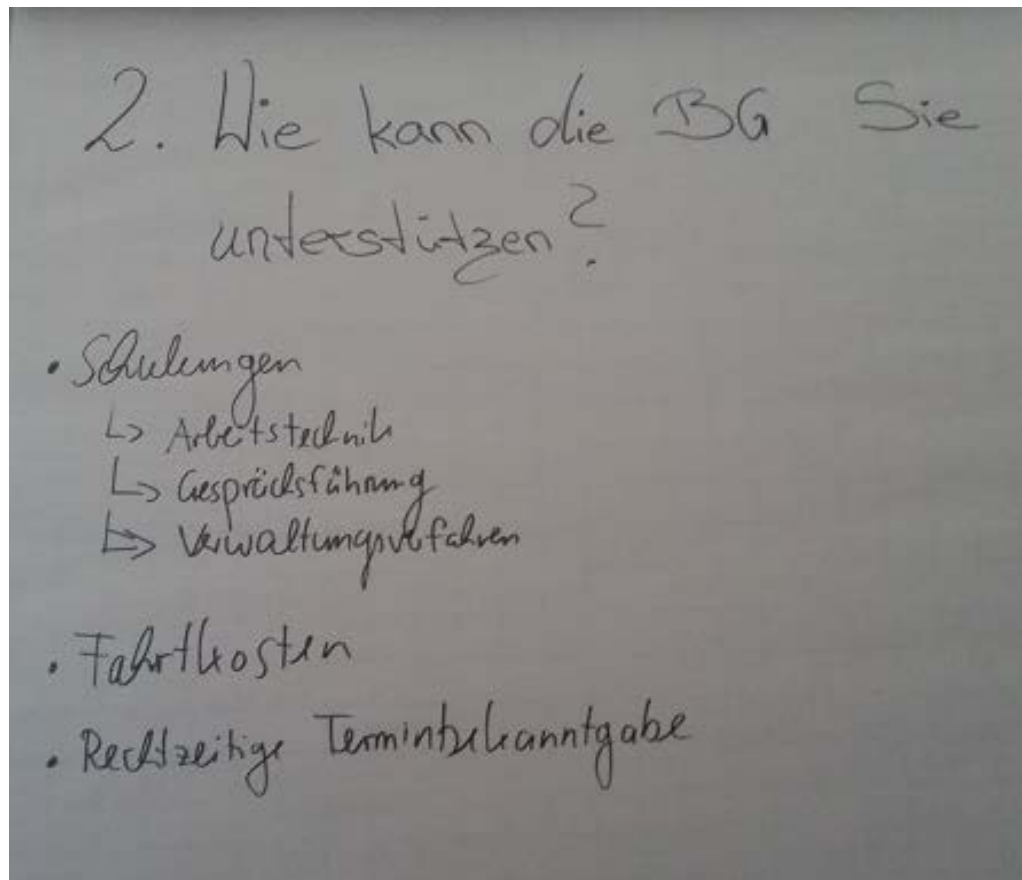 2. Wie kann die BG Sie
unterstützen?
• Schulungen
↳ Arbeitstechnik
↳ Gesprächsführung
↳ Verwaltungsverfahren
• Fahrtkosten
• Rechtzeitige Terminbekanntgabe